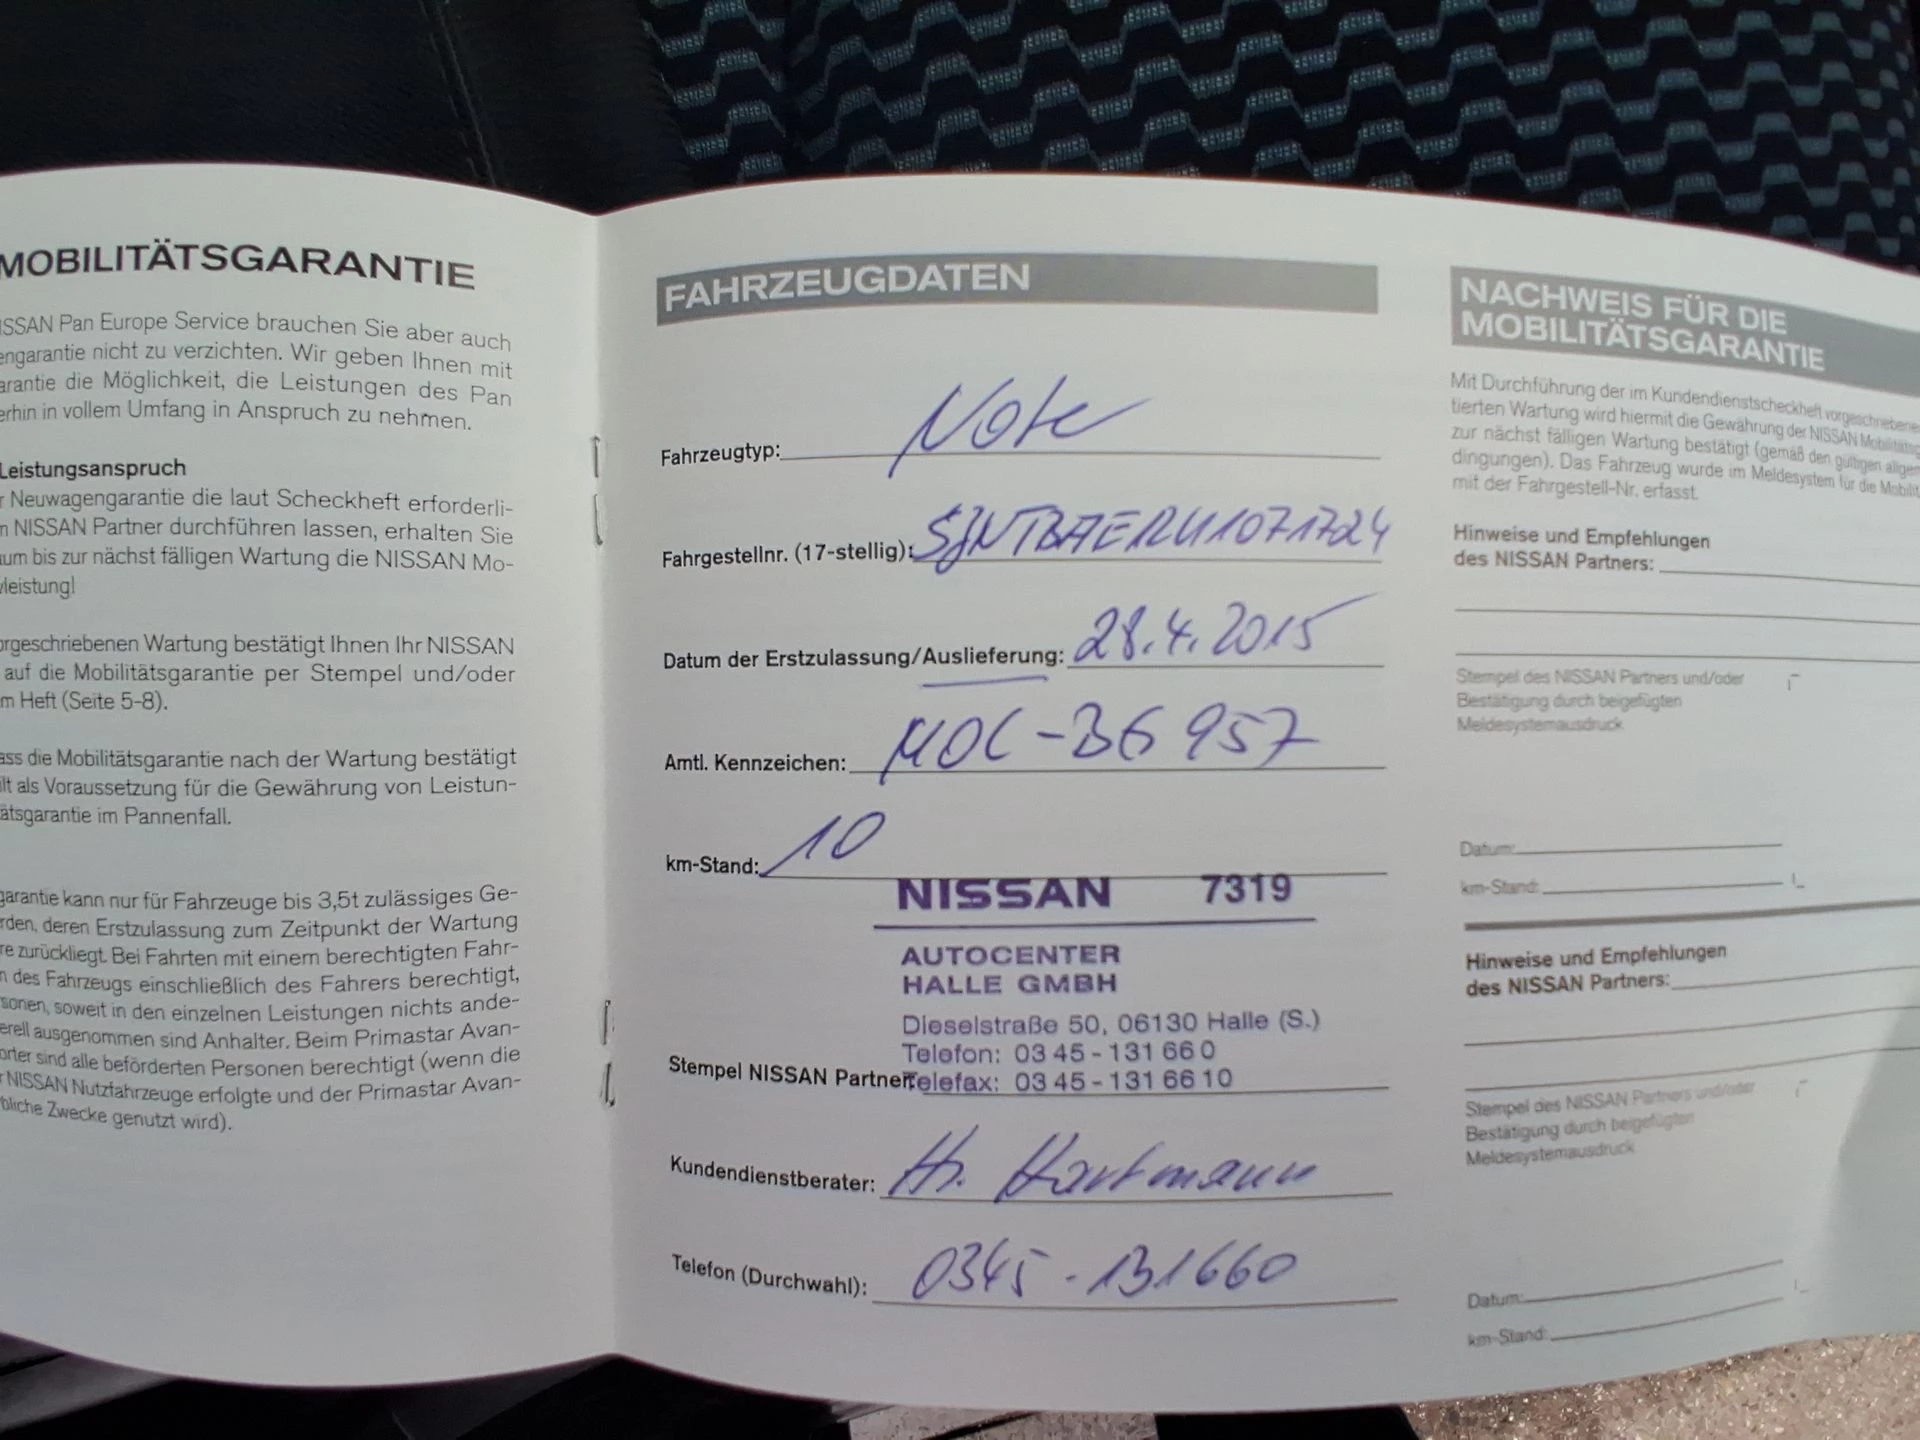 MOBILITÄTSGARANTIE
ISSAN Pan Europe Service brauchen Sie aber auch
engarantie nicht zu verzichten. Wir geben Ihnen mit
arantie die Möglichkeit, die Leistungen des Pan
erhin in vollem Umfang in Anspruch zu nehmen.
Leistungsanspruch
r Neuwagengarantie die laut Scheckheft erforderli-
n NISSAN Partner durchführen lassen, erhalten Sie
um bis zur nächst fälligen Wartung die NISSAN Mo-
leistung!
orgeschriebenen Wartung bestätigt Ihnen Ihr NISSAN
auf die Mobilitätsgarantie per Stempel und/oder
m Heft (Seite 5-8).
ass die Mobilitätsgarantie nach der Wartung bestätigt
ilt als Voraussetzung für die Gewährung von Leistun-
ätsgarantie im Pannenfall.
garantie kann nur für Fahrzeuge bis 3,5t zulässiges Ge-
rden, deren Erstzulassung zum Zeitpunkt der Wartung
re zurückliegt. Bei Fahrten mit einem berechtigten Fahr-
n des Fahrzeugs einschließlich des Fahrers berechtigt,
sonen, soweit in den einzelnen Leistungen nichts ande-
erell ausgenommen sind Anhalter. Beim Primastar Avan-
orter sind alle beförderten Personen berechtigt (wenn die
r NISSAN Nutzfahrzeuge erfolgte und der Primastar Avan-
bliche Zwecke genutzt wird).
FAHRZEUGDATEN
Fahrzeugtyp: Note
Fahrgestellnr. (17-stellig): SJNTBAE12U1071724
Datum der Erstzulassung/Auslieferung: 28.4.2015
Amtl. Kennzeichen: MOL-BG 957
km-Stand: 10
NISSAN 7319
AUTOCENTER
HALLE GMBH
Dieselstraße 50, 06130 Halle (S.)
Telefon: 03 45 - 131 66 0
Stempel NISSAN Partner: Telefax: 03 45 - 131 66 10
Kundendienstberater: Hr. Hartmann
Telefon (Durchwahl): 0345 - 131660
NACHWEIS FÜR DIE
MOBILITÄTSGARANTIE
Mit Durchführung der im Kundendienstscheckheft vorgeschriebene
tierten Wartung wird hiermit die Gewährung der NISSAN Mobilitätsg
zur nächst fälligen Wartung bestätigt (gemäß den gültigen allgem
dingungen). Das Fahrzeug wurde im Meldesystem für die Mobilit
mit der Fahrgestell-Nr. erfasst.
Hinweise und Empfehlungen
des NISSAN Partners:
Stempel des NISSAN Partners und/oder
Bestätigung durch beigefügten
Meldesystemausdruck
Datum:
km-Stand:
Hinweise und Empfehlungen
des NISSAN Partners:
Stempel des NISSAN Partners und/oder
Bestätigung durch beigefügten
Meldesystemausdruck
Datum:
km-Stand: